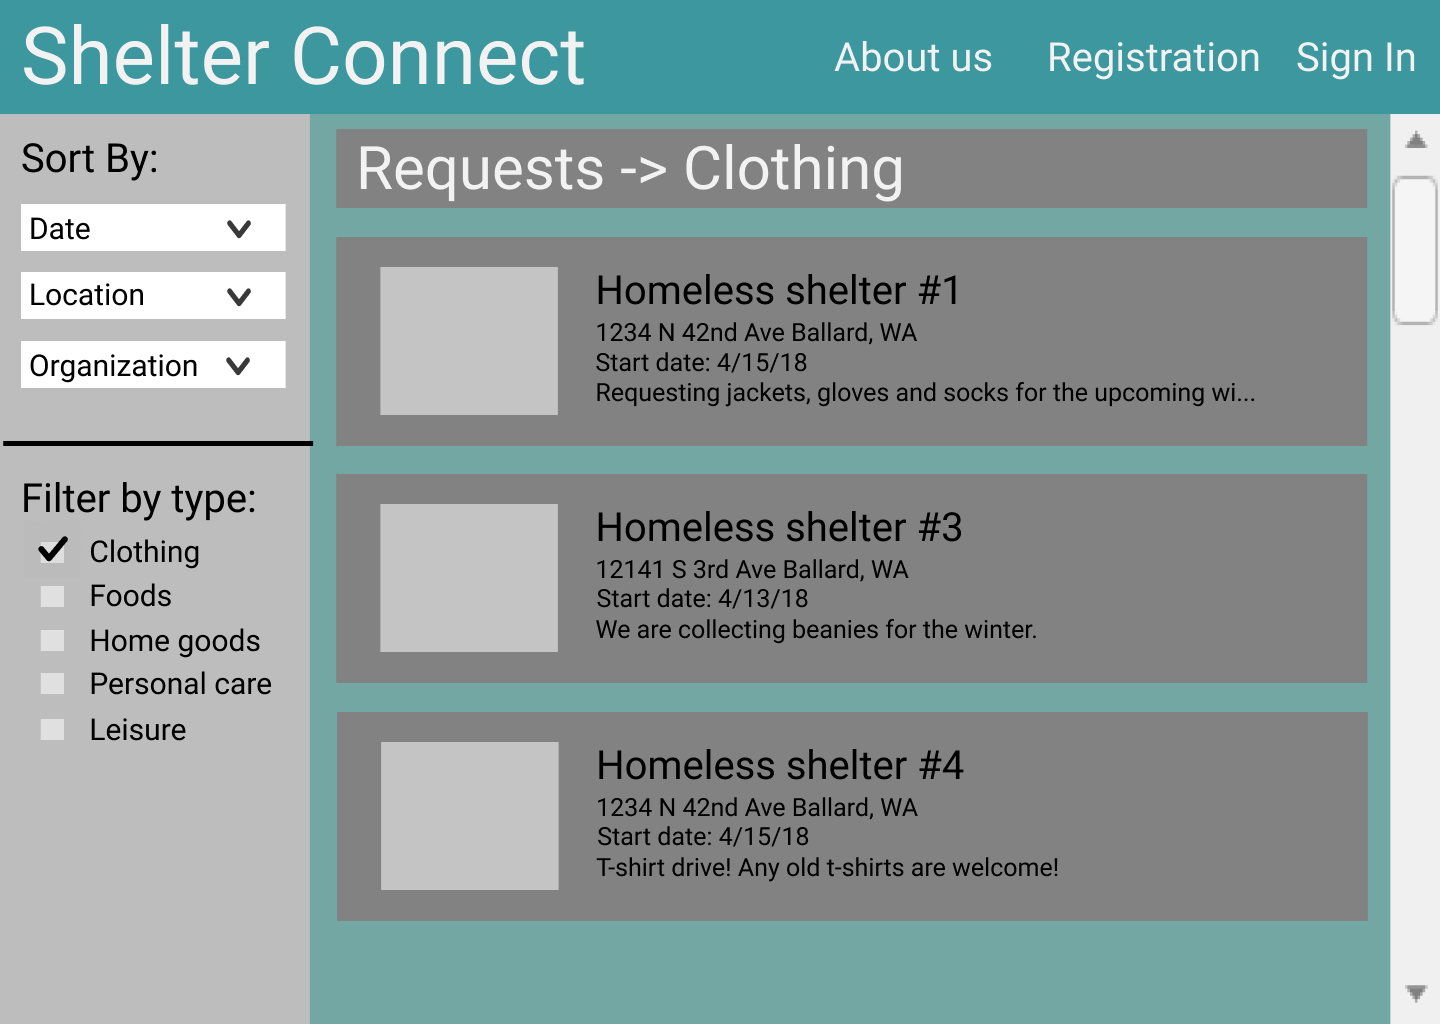 Shelter Connect
About us
Registration
Sign In
Sort By:
Date
Location
Organization
Filter by type:
Clothing
Foods
Home goods
Personal care
Leisure
Requests -> Clothing
Homeless shelter #1
1234 N 42nd Ave Ballard, WA
Start date: 4/15/18
Requesting jackets, gloves and socks for the upcoming wi...
Homeless shelter #3
12141 S 3rd Ave Ballard, WA
Start date: 4/13/18
We are collecting beanies for the winter.
Homeless shelter #4
1234 N 42nd Ave Ballard, WA
Start date: 4/15/18
T-shirt drive! Any old t-shirts are welcome!